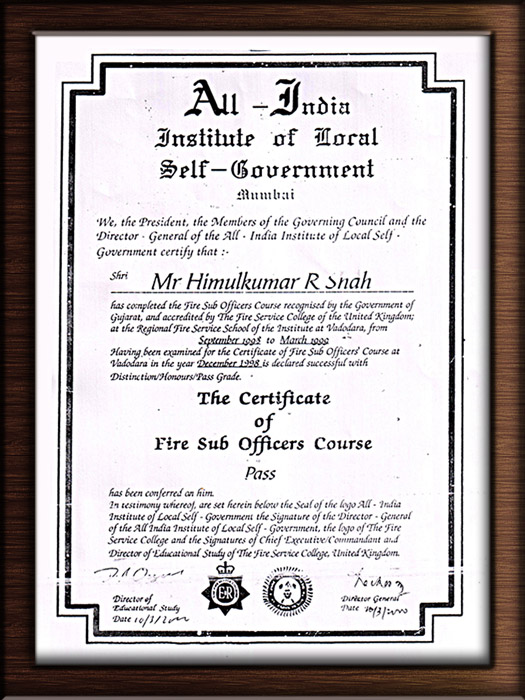 All - India
Institute of Local
Self-Government
Mumbai
We, the President, the Members of the Governing Council and the
Director - General of the All - India Institute of Local Self -
Government certify that :-
Shri Mr Himulkumar R Shah
has completed the Fire Sub Officers Course recognised by the Government of
Gujarat, and accredited by The Fire Service College of the United Kingdom;
at the Regional Fire Service School of the Institute at Vadodara, from
September 1998 to March 1999
Having been examined for the Certificate of Fire Sub Officers' Course at
Vadodara in the year December 1998 is declared successful with
Distinction/Honours/Pass Grade.
The Certificate
of
Fire Sub Officers Course
Pass
has been conferred on him.
In testimony whereof, are set herein below the Seal of the logo All - India
Institute of Local Self - Government the Signature of the Director - General
of the All India Institute of Local Self - Government, the logo of The Fire
Service College and the Signatures of Chief Executive/Commandant and
Director of Educational Study of The Fire Service College, United Kingdom.
E II R
Director of
Educational Study
Date 10/3/2000
Director General
Date 10/3/2000